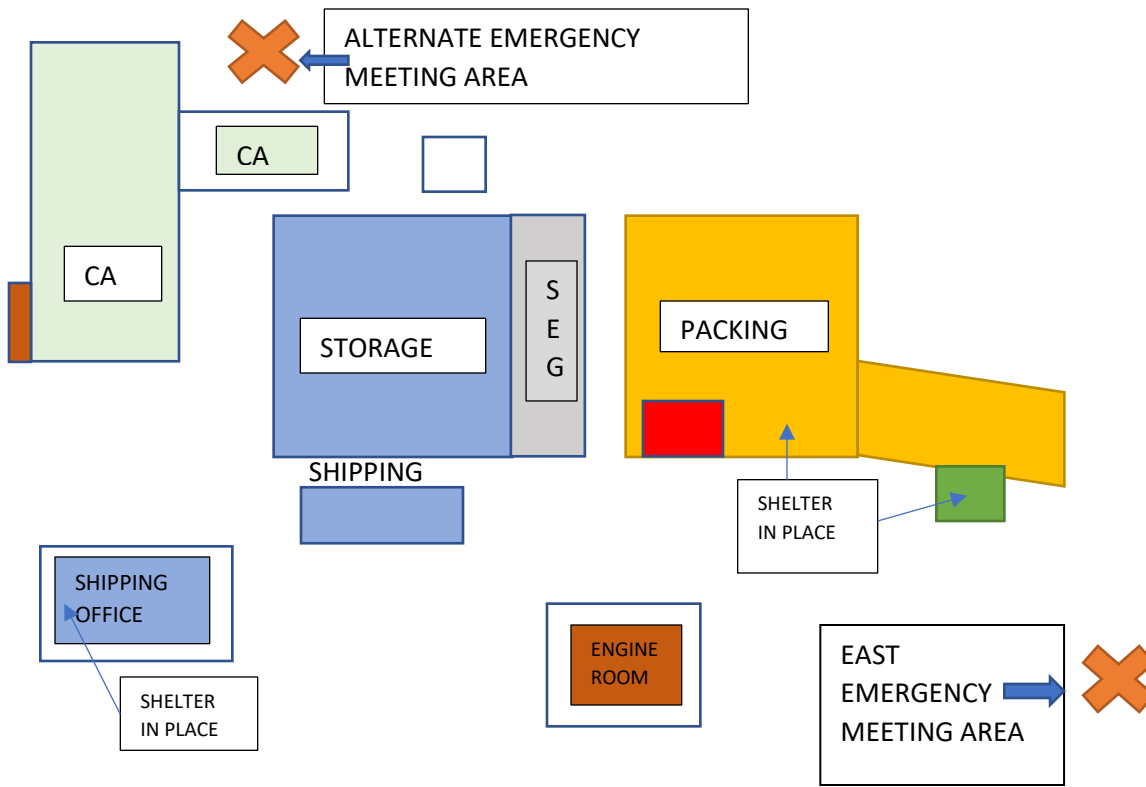 ALTERNATE EMERGENCY
MEETING AREA
CA
CA
STORAGE
S
E
G
PACKING
SHIPPING
SHELTER
IN PLACE
SHIPPING
OFFICE
SHELTER
IN PLACE
ENGINE
ROOM
EAST
EMERGENCY
MEETING AREA